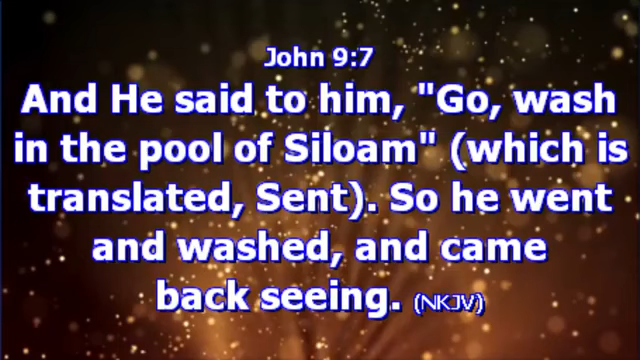 John 9:7
And He said to him, "Go, wash
in the pool of Siloam" (which is
translated, Sent). So he went
and washed, and came
back seeing. (NKJV)